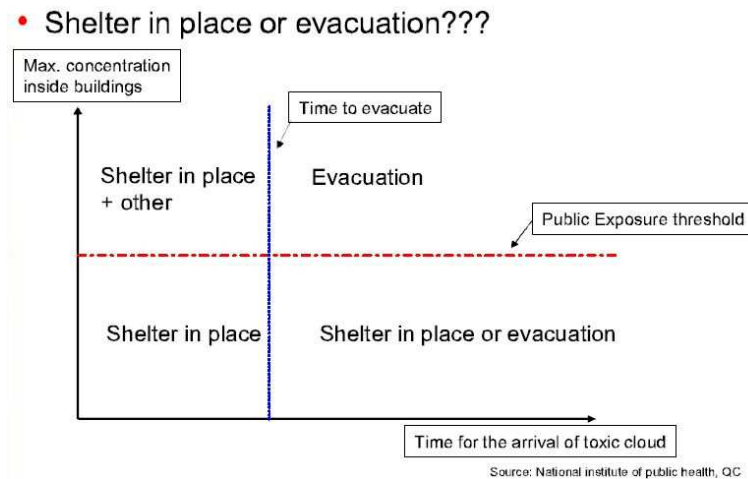 • Shelter in place or evacuation???
Max. concentration
inside buildings
Time to evacuate
Shelter in place
+ other
Evacuation
Public Exposure threshold
Shelter in place
Shelter in place or evacuation
Time for the arrival of toxic cloud
Source: National institute of public health, QC